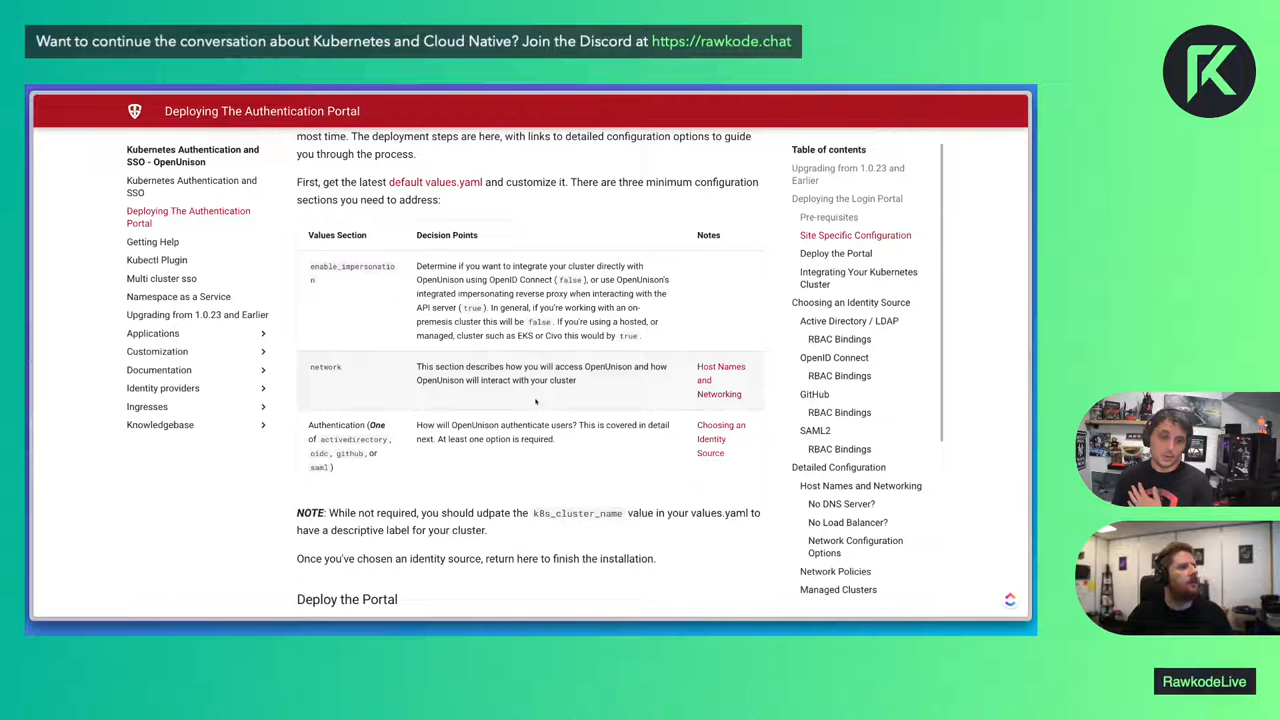 Want to continue the conversation about Kubernetes and Cloud Native? Join the Discord at https://rawkode.chat
Deploying The Authentication Portal
Kubernetes Authentication and
SSO - OpenUnison
Kubernetes Authentication and
SSO
Deploying The Authentication
Portal
Getting Help
Kubectl Plugin
Multi cluster sso
Namespace as a Service
Upgrading from 1.0.23 and Earlier
Applications
Customization
Documentation
Identity providers
Ingresses
Knowledgebase
most time. The deployment steps are here, with links to detailed configuration options to guide
you through the process.
First, get the latest default values.yaml and customize it. There are three minimum configuration
sections you need to address:
Values Section Decision Points Notes
enable_impersonatio
n
Determine if you want to integrate your cluster directly with
OpenUnison using OpenID Connect ( false ), or use OpenUnison's
integrated impersonating reverse proxy when interacting with the
API server ( true ). In general, if you're working with an on-
premesis cluster this will be false . If you're using a hosted, or
managed, cluster such as EKS or Civo this would by true .
network
This section describes how you will access OpenUnison and how
OpenUnison will interact with your cluster
Host Names
and
Networking
Authentication (One
of activedirectory ,
oidc , github , or
saml )
How will OpenUnison authenticate users? This is covered in detail
next. At least one option is required.
Choosing an
Identity
Source
NOTE: While not required, you should udpate the k8s_cluster_name value in your values.yaml to
have a descriptive label for your cluster.
Once you've chosen an identity source, return here to finish the installation.
Deploy the Portal
Table of contents
Upgrading from 1.0.23 and
Earlier
Deploying the Login Portal
Pre-requisites
Site Specific Configuration
Deploy the Portal
Integrating Your Kubernetes
Cluster
Choosing an Identity Source
Active Directory / LDAP
RBAC Bindings
OpenID Connect
RBAC Bindings
GitHub
RBAC Bindings
SAML2
RBAC Bindings
Detailed Configuration
Host Names and Networking
No DNS Server?
No Load Balancer?
Network Configuration
Options
Network Policies
Managed Clusters
RawkodeLive